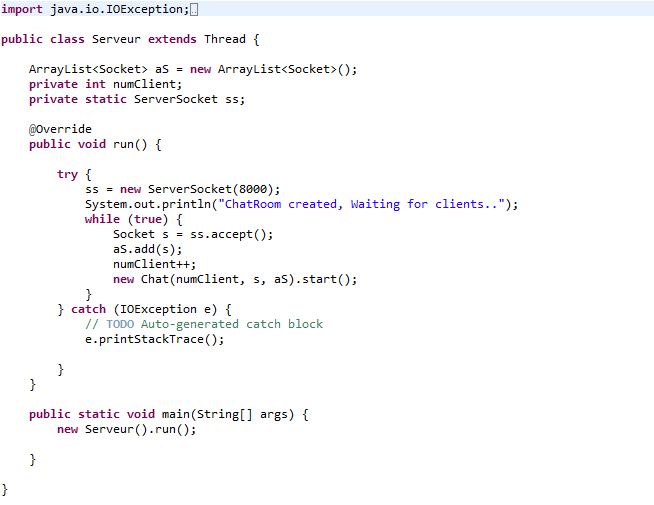 import java.io.IOException;
public class Serveur extends Thread {
ArrayList<Socket> aS = new ArrayList<Socket>();
private int numClient;
private static ServerSocket ss;
@Override
public void run() {
try {
ss = new ServerSocket(8000);
System.out.println("ChatRoom created, Waiting for clients..");
while (true) {
Socket s = ss.accept();
aS.add(s);
numClient++;
new Chat(numClient, s, aS).start();
}
} catch (IOException e) {
// TODO Auto-generated catch block
e.printStackTrace();
}
}
public static void main(String[] args) {
new Serveur().run();
}
}